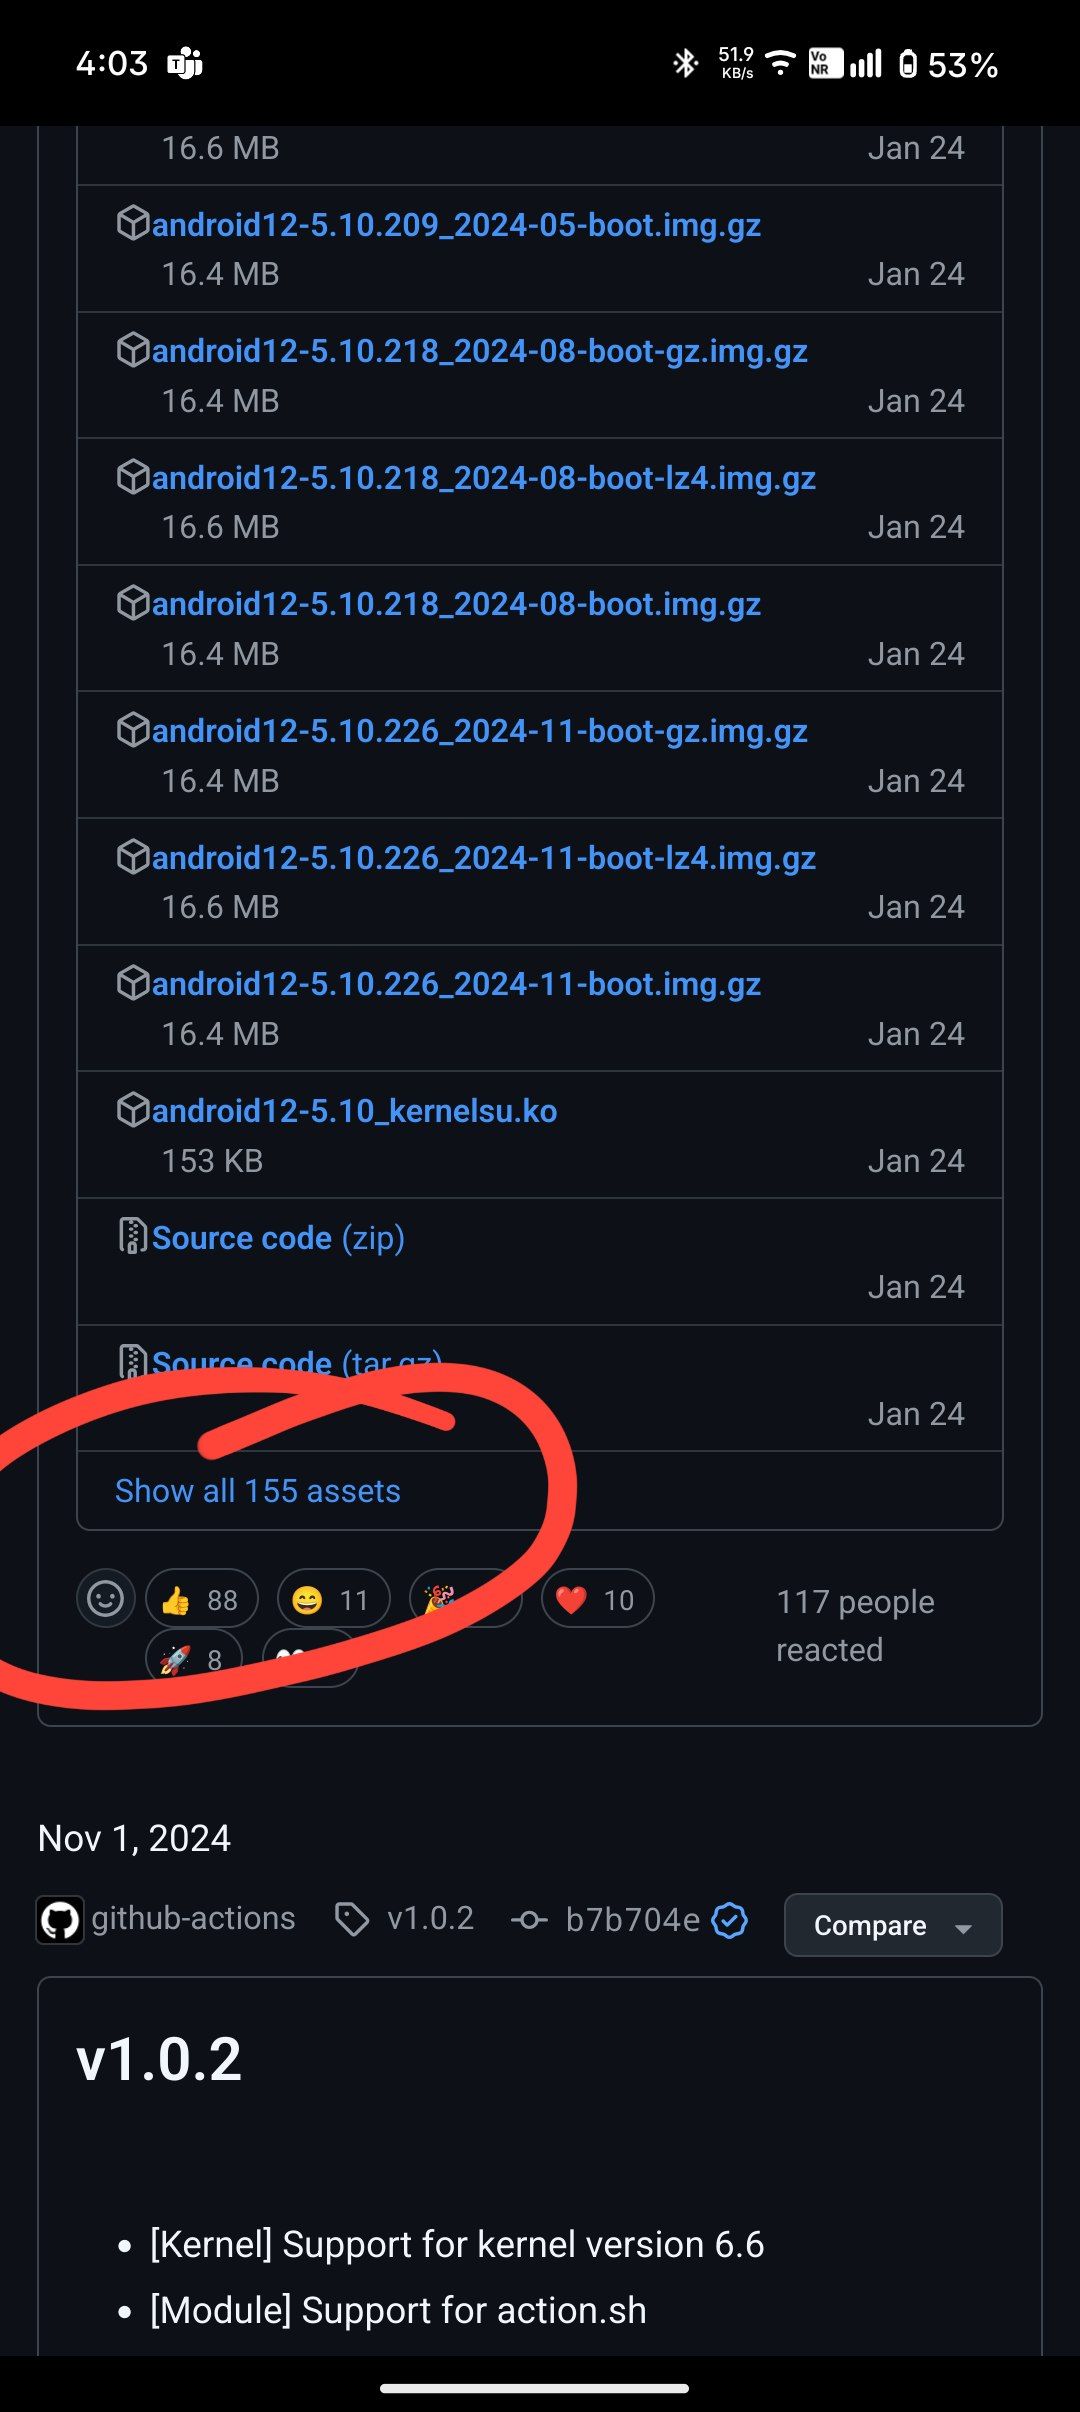 4:03
51.9 KB/s
Vo NR
53%
16.6 MB Jan 24
android12-5.10.209_2024-05-boot.img.gz
16.4 MB Jan 24
android12-5.10.218_2024-08-boot-gz.img.gz
16.4 MB Jan 24
android12-5.10.218_2024-08-boot-lz4.img.gz
16.6 MB Jan 24
android12-5.10.218_2024-08-boot.img.gz
16.4 MB Jan 24
android12-5.10.226_2024-11-boot-gz.img.gz
16.4 MB Jan 24
android12-5.10.226_2024-11-boot-lz4.img.gz
16.6 MB Jan 24
android12-5.10.226_2024-11-boot.img.gz
16.4 MB Jan 24
android12-5.10_kernelsu.ko
153 KB Jan 24
Source code (zip)
Jan 24
Source code (tar.gz)
Jan 24
Show all 155 assets
👍 88 😄 11 🎉 ❤️ 10
117 people
reacted
🚀 8
Nov 1, 2024
github-actions v1.0.2 b7b704e Compare
v1.0.2
• [Kernel] Support for kernel version 6.6
• [Module] Support for action.sh